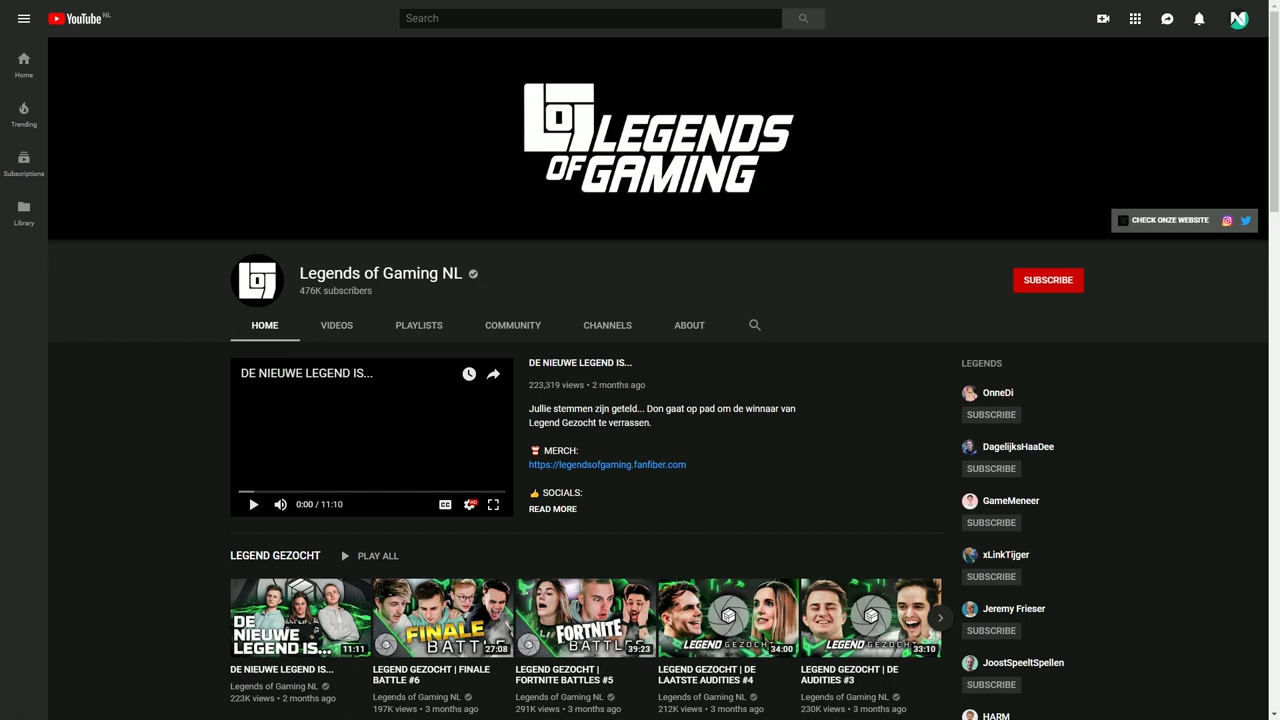 YouTube NL
Search
Home
Trending
Subscriptions
Library
LEGENDS
OF GAMING
CHECK ONZE WEBSITE
Legends of Gaming NL
476K subscribers
SUBSCRIBE
HOME
VIDEOS
PLAYLISTS
COMMUNITY
CHANNELS
ABOUT
DE NIEUWE LEGEND IS...
0:00 / 11:10
CC
HD
DE NIEUWE LEGEND IS...
223,319 views • 2 months ago
Jullie stemmen zijn geteld... Don gaat op pad om de winnaar van
Legend Gezocht te verrassen.
MERCH:
https://legendsofgaming.fanfiber.com
SOCIALS:
READ MORE
LEGENDS
OnneDi
SUBSCRIBE
DagelijksHaaDee
SUBSCRIBE
GameMeneer
SUBSCRIBE
xLinkTijger
SUBSCRIBE
Jeremy Frieser
SUBSCRIBE
JoostSpeeltSpellen
SUBSCRIBE
HARM
LEGEND GEZOCHT
PLAY ALL
DE
NIEUWE
LEGEND IS...
11:11
DE NIEUWE LEGEND IS...
Legends of Gaming NL
223K views • 2 months ago
FINALE
BATTLE
27:08
LEGEND GEZOCHT | FINALE
BATTLE #6
Legends of Gaming NL
197K views • 3 months ago
FORTNITE
BATTLES
39:23
LEGEND GEZOCHT |
FORTNITE BATTLES #5
Legends of Gaming NL
291K views • 3 months ago
LEGEND GEZOCHT
34:00
LEGEND GEZOCHT | DE
LAATSTE AUDITIES #4
Legends of Gaming NL
212K views • 3 months ago
LEGEND GEZOCHT
33:10
LEGEND GEZOCHT | DE
AUDITIES #3
Legends of Gaming NL
230K views • 3 months ago